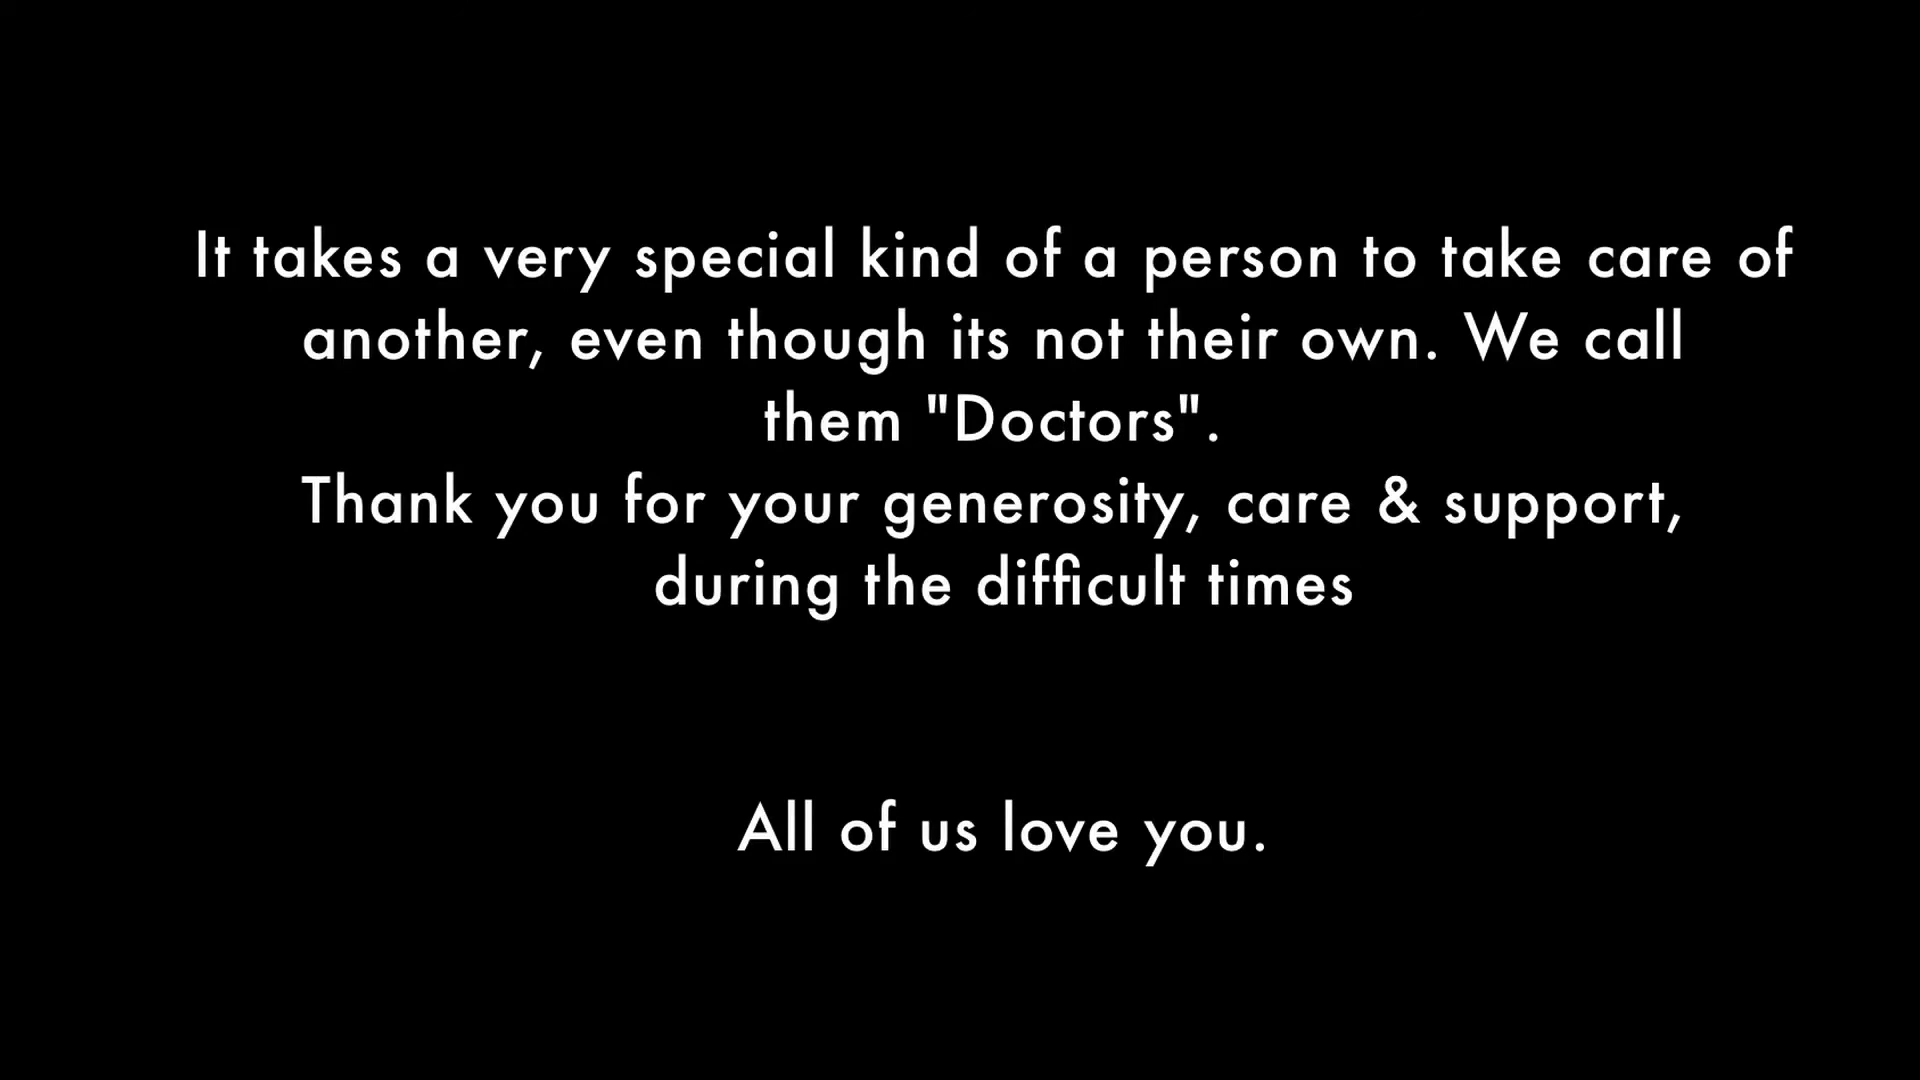 It takes a very special kind of a person to take care of
another, even though its not their own. We call
them "Doctors".
Thank you for your generosity, care & support,
during the difficult times
All of us love you.